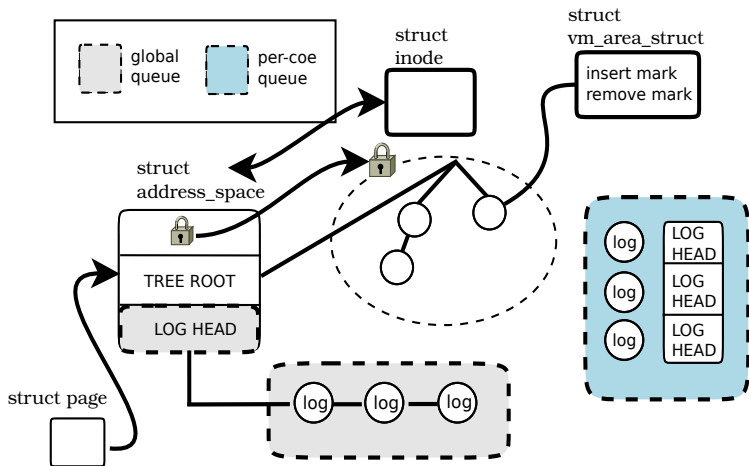 global
queue
per-coe
queue
struct
inode
struct
vm_area_struct
insert mark
remove mark
struct
address_space
TREE ROOT
LOG HEAD
struct page
log
log
log
log
LOG
HEAD
log
LOG
HEAD
log
LOG
HEAD